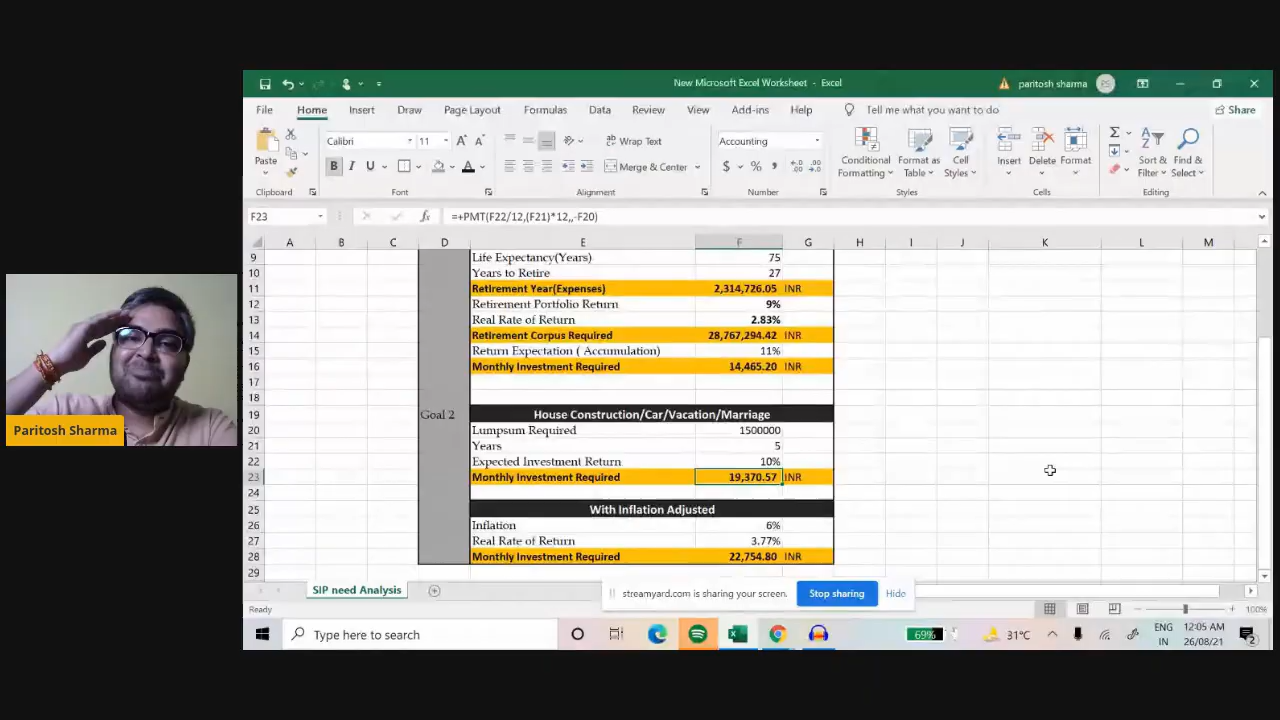 New Microsoft Excel Worksheet - Excel
paritosh sharma
File Home Insert Draw Page Layout Formulas Data Review View Add-ins Help Tell me what you want to do Share
Paste
Calibri 11
Wrap Text
Accounting
Merge & Center
Conditional Formatting
Format as Table
Cell Styles
Insert Delete Format
Sort & Filter
Find & Select
Clipboard Font Alignment Number Styles Cells Editing
F23 =+PMT(F22/12,(F21)*12,,-F20)
A B C D E F G H I J K L M
9 Life Expectancy(Years) 75
10 Years to Retire 27
11 Retirement Year(Expenses) 2,314,726.05 INR
12 Retirement Portfolio Return 9%
13 Real Rate of Return 2.83%
14 Retirement Corpus Required 28,767,294.42 INR
15 Return Expectation ( Accumulation) 11%
16 Monthly Investment Required 14,465.20 INR
17
18
19 Goal 2 House Construction/Car/Vacation/Marriage
20 Lumpsum Required 1500000
21 Years 5
22 Expected Investment Return 10%
23 Monthly Investment Required 19,370.57 INR
24
25 With Inflation Adjusted
26 Inflation 6%
27 Real Rate of Return 3.77%
28 Monthly Investment Required 22,754.80 INR
29
Paritosh Sharma
SIP need Analysis
streamyard.com is sharing your screen. Stop sharing Hide
Ready
100%
Type here to search
69%
31°C
ENG
IN
12:05 AM
26/08/21
2